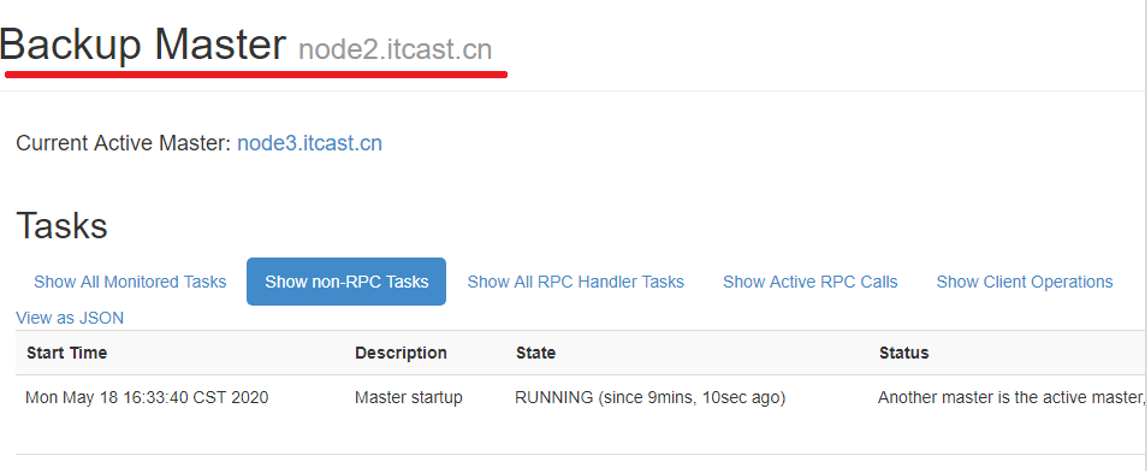 Backup Master node2.itcast.cn
Current Active Master: node3.itcast.cn
Tasks
Show All Monitored Tasks Show non-RPC Tasks Show All RPC Handler Tasks Show Active RPC Calls Show Client Operations
View as JSON
Start Time Description State Status
Mon May 18 16:33:40 CST 2020 Master startup RUNNING (since 9mins, 10sec ago) Another master is the active master,